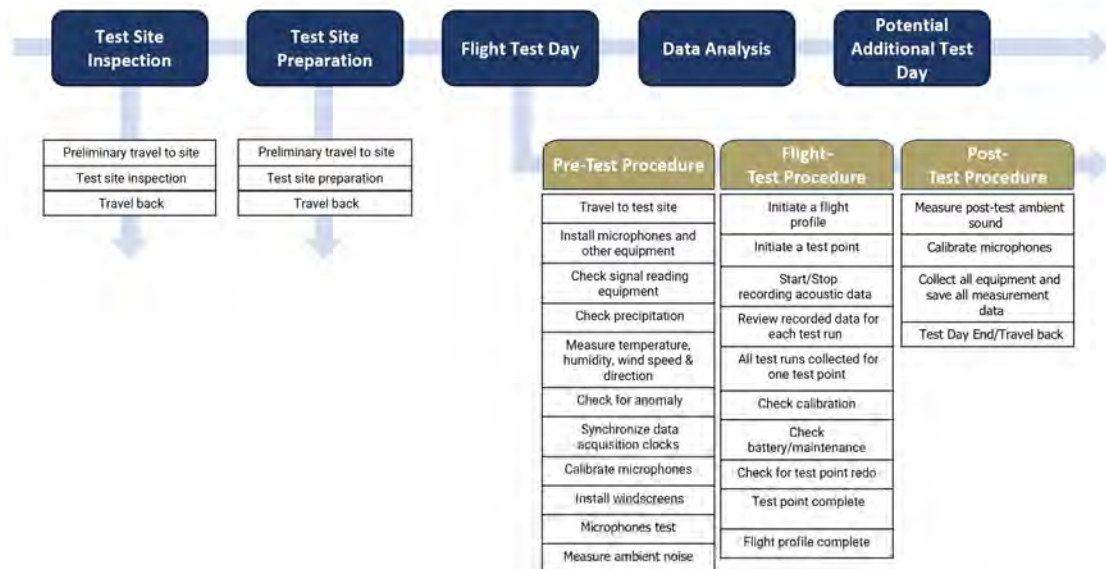 Test Site
Inspection
Test Site
Preparation
Flight Test Day
Data Analysis
Potential
Additional Test
Day
Preliminary travel to site
Test site inspection
Travel back
Preliminary travel to site
Test site preparation
Travel back
Pre-Test Procedure
Travel to test site
Install microphones and
other equipment
Check signal reading
equipment
Check precipitation
Measure temperature,
humidity, wind speed &
direction
Check for anomaly
Synchronize data
acquisition clocks
Calibrate microphones
Install windscreens
Microphones test
Measure ambient noise
Flight-
Test Procedure
Initiate a flight
profile
Initiate a test point
Start/Stop
recording acoustic data
Review recorded data for
each test run
All test runs collected for
one test point
Check calibration
Check
battery/maintenance
Check for test point redo
Test point complete
Flight profile complete
Post-
Test Procedure
Measure post-test ambient
sound
Calibrate microphones
Collect all equipment and
save all measurement
data
Test Day End/Travel back